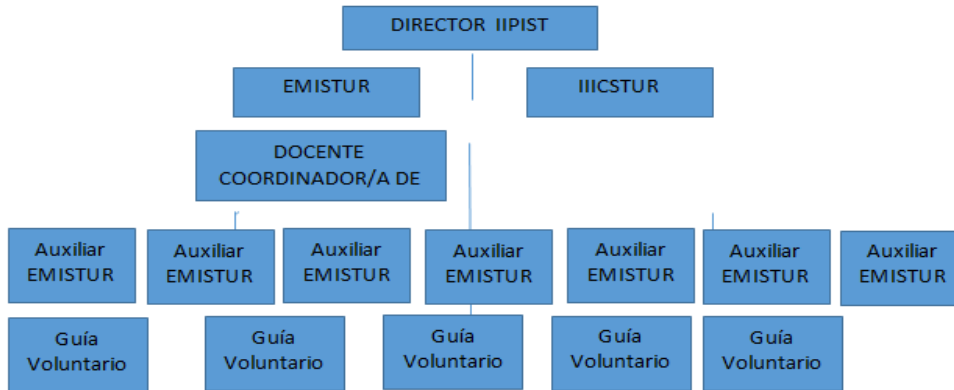 DIRECTOR IIPIST
EMISTUR
IIICSTUR
DOCENTE
COORDINADOR/A DE
Auxiliar
EMISTUR
Auxiliar
EMISTUR
Auxiliar
EMISTUR
Auxiliar
EMISTUR
Auxiliar
EMISTUR
Auxiliar
EMISTUR
Auxiliar
EMISTUR
Guía
Voluntario
Guía
Voluntario
Guía
Voluntario
Guía
Voluntario
Guía
Voluntario